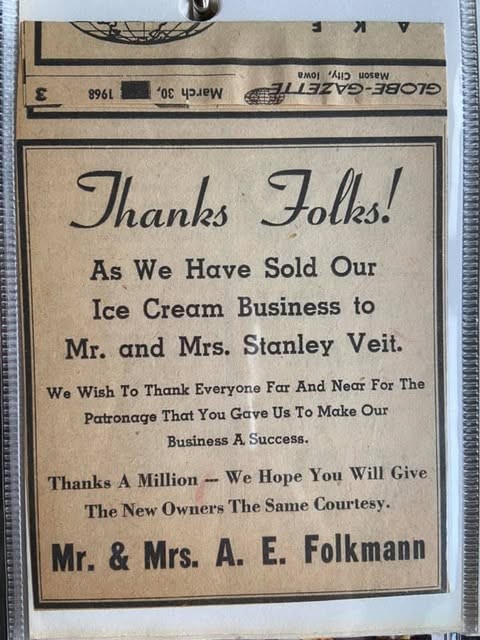 A K E
GLOBE-GAZETTE March 30, 1968 3
Mason City, Iowa
Thanks Folks!
As We Have Sold Our
Ice Cream Business to
Mr. and Mrs. Stanley Veit.
We Wish To Thank Everyone Far And Near For The
Patronage That You Gave Us To Make Our
Business A Success.
Thanks A Million -- We Hope You Will Give
The New Owners The Same Courtesy.
Mr. & Mrs. A. E. Folkmann